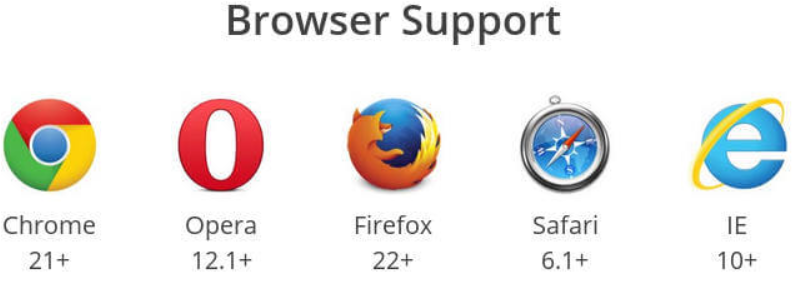 Browser Support
Chrome Opera Firefox Safari IE
21+ 12.1+ 22+ 6.1+ 10+